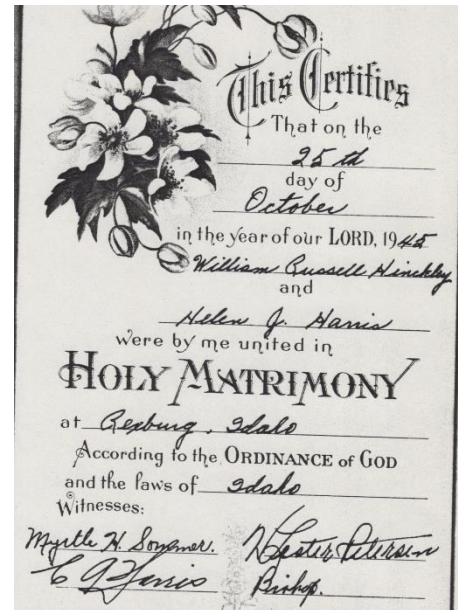 This Certifies
That on the
25th
day of
October
in the year of our LORD, 1945
William Russell Hinckley
and
Helen J. Harris
were by me united in
HOLY MATRIMONY
at Rexburg, Idaho
According to the ORDINANCE of GOD
and the laws of Idaho
Witnesses:
Myrtle H. Sommer. Lester Petersen
Bishop.